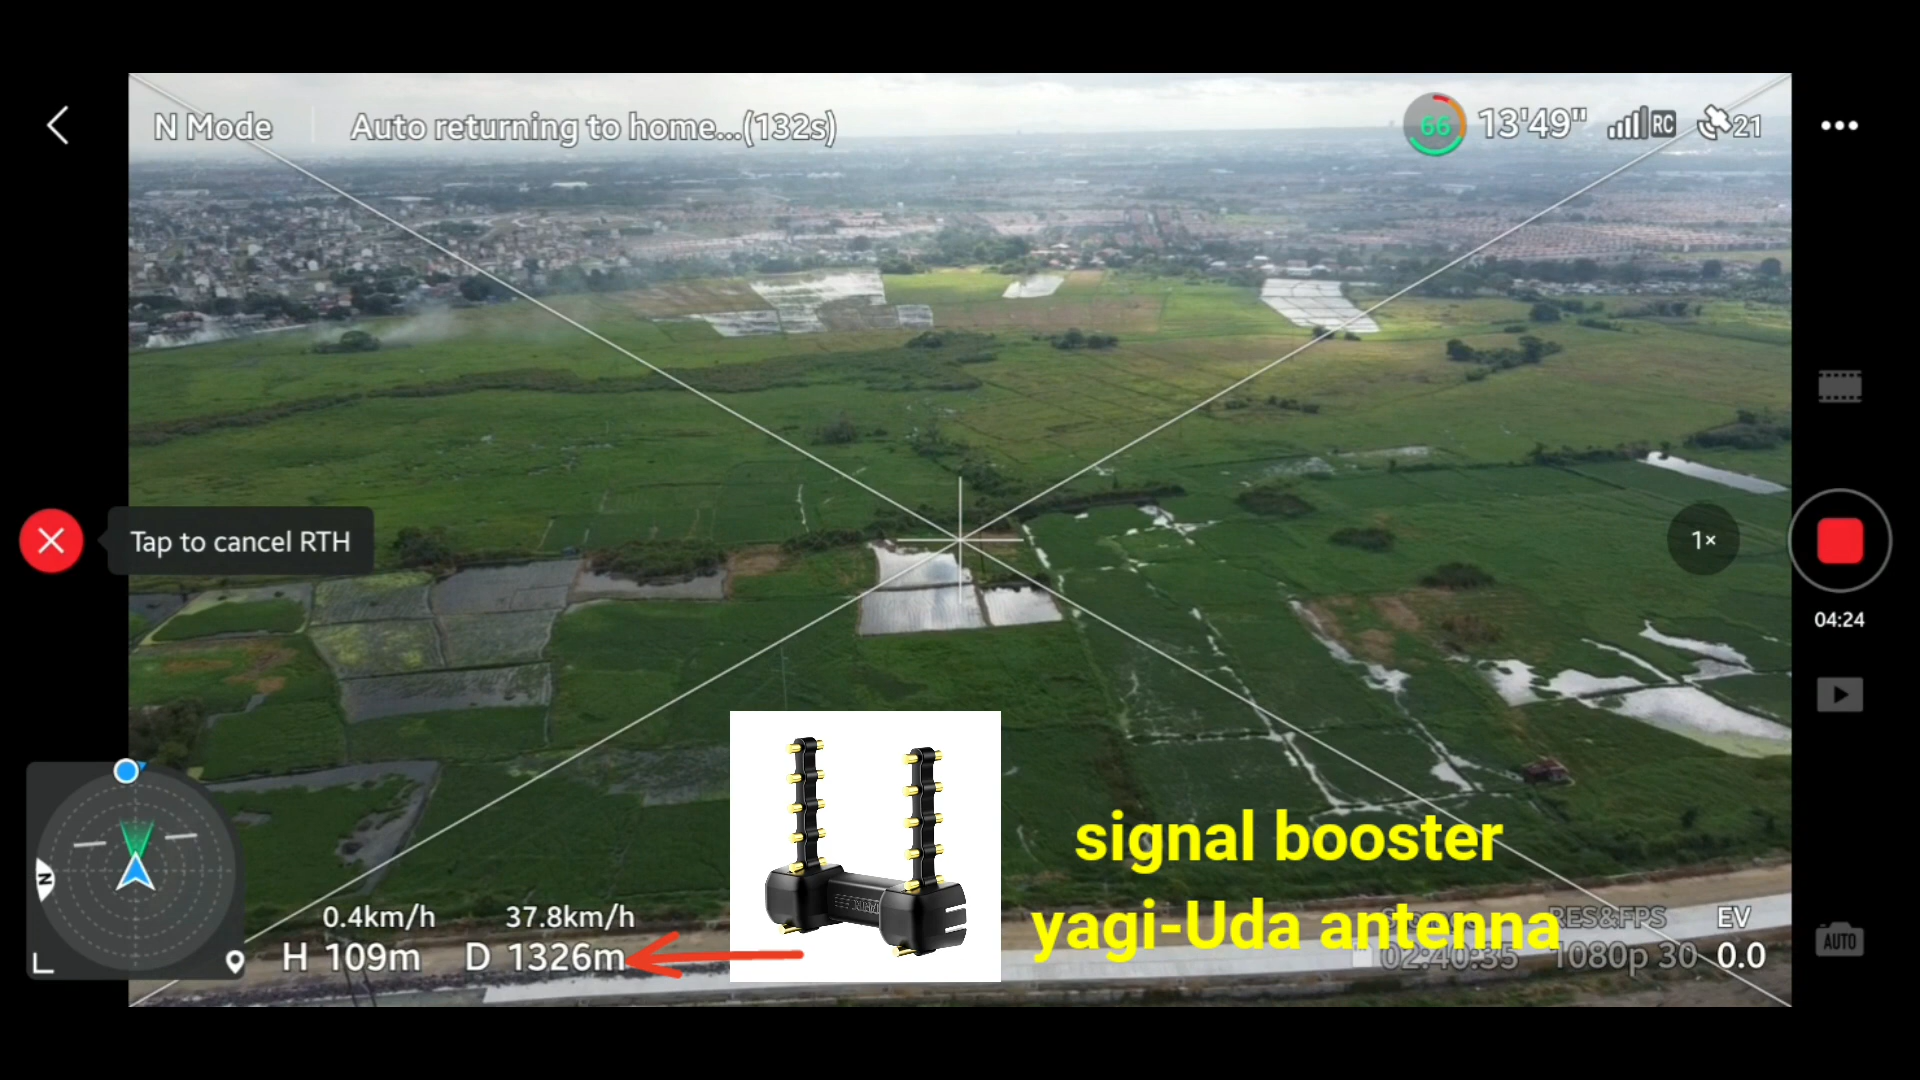 N Mode
Auto returning to home...(132s)
66
13'49"
RC
21
Tap to cancel RTH
1×
04:24
signal booster
yagi-Uda antenna
N
0.4km/h
37.8km/h
H 109m
D 1326m
RES&FPS
EV
02:40:35
1080p 30
0.0
AUTO